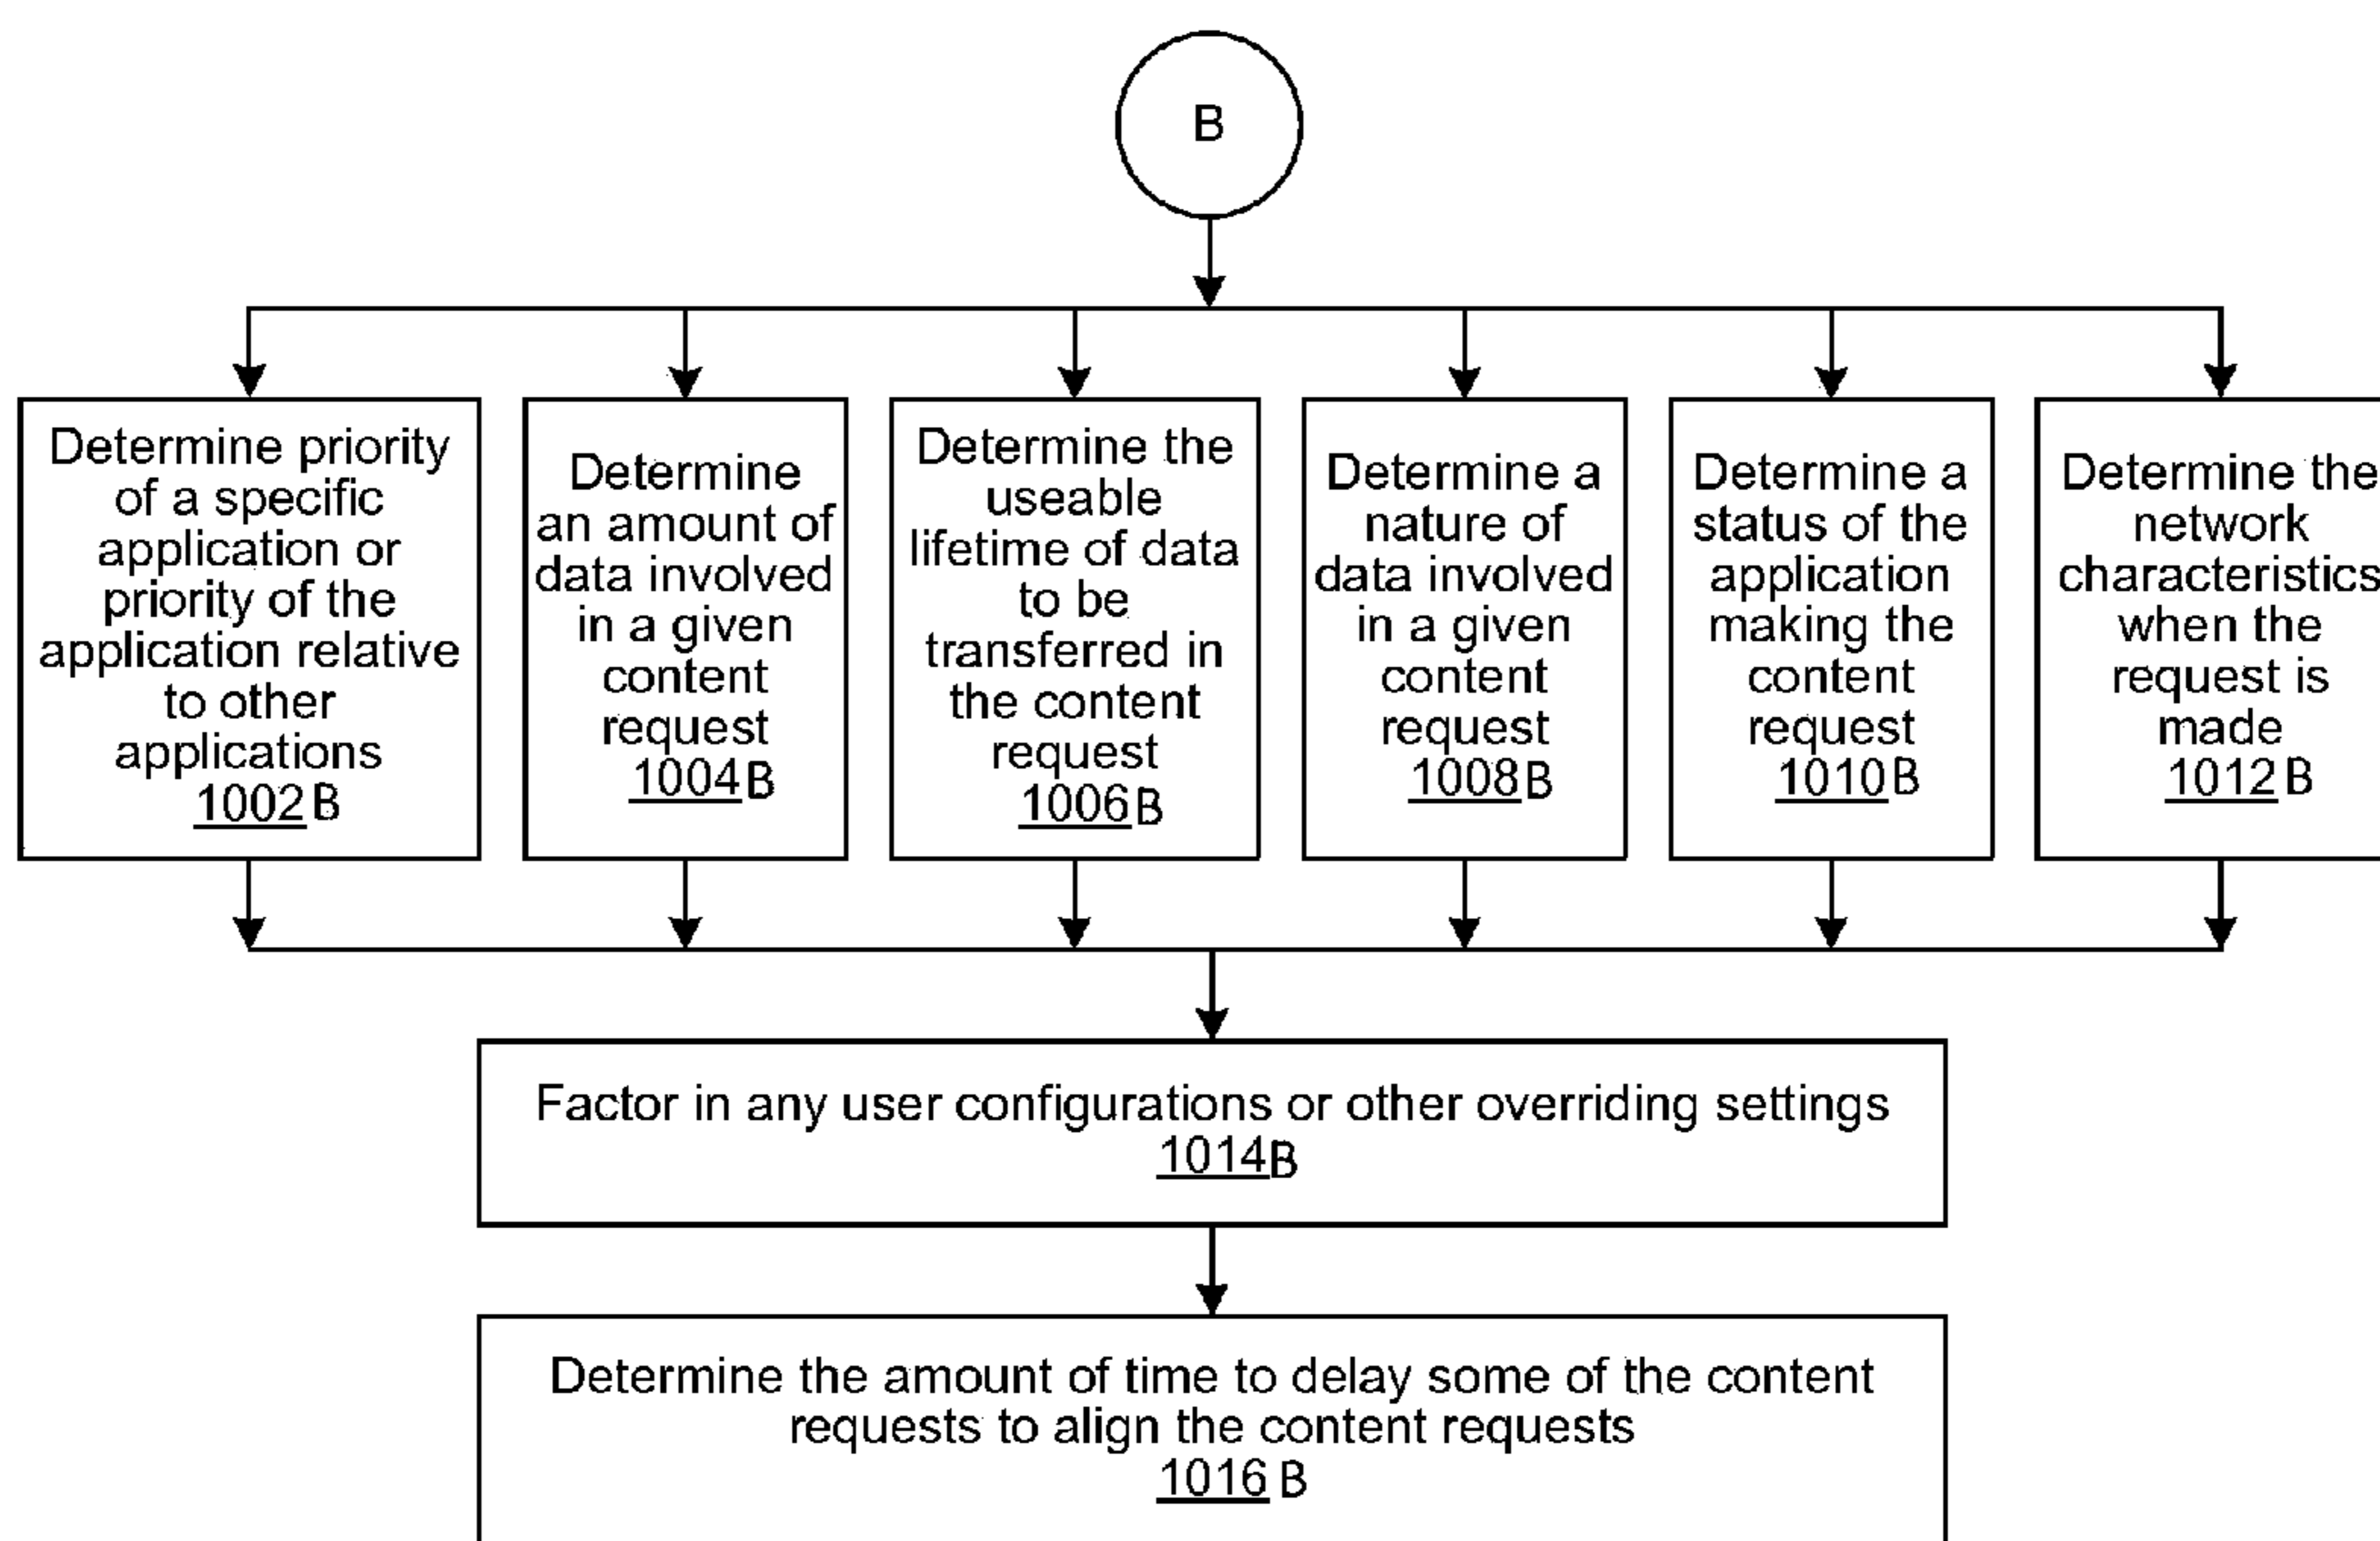 B
Determine priority
of a specific
application or
priority of the
application relative
to other
applications
1002B
Determine
an amount of
data involved
in a given
content
request
1004B
Determine the
useable
lifetime of data
to be
transferred in
the content
request
1006B
Determine a
nature of
data involved
in a given
content
request
1008B
Determine a
status of the
application
making the
content
request
1010B
Determine the
network
characteristics
when the
request is
made
1012B
Factor in any user configurations or other overriding settings
1014B
Determine the amount of time to delay some of the content
requests to align the content requests
1016B